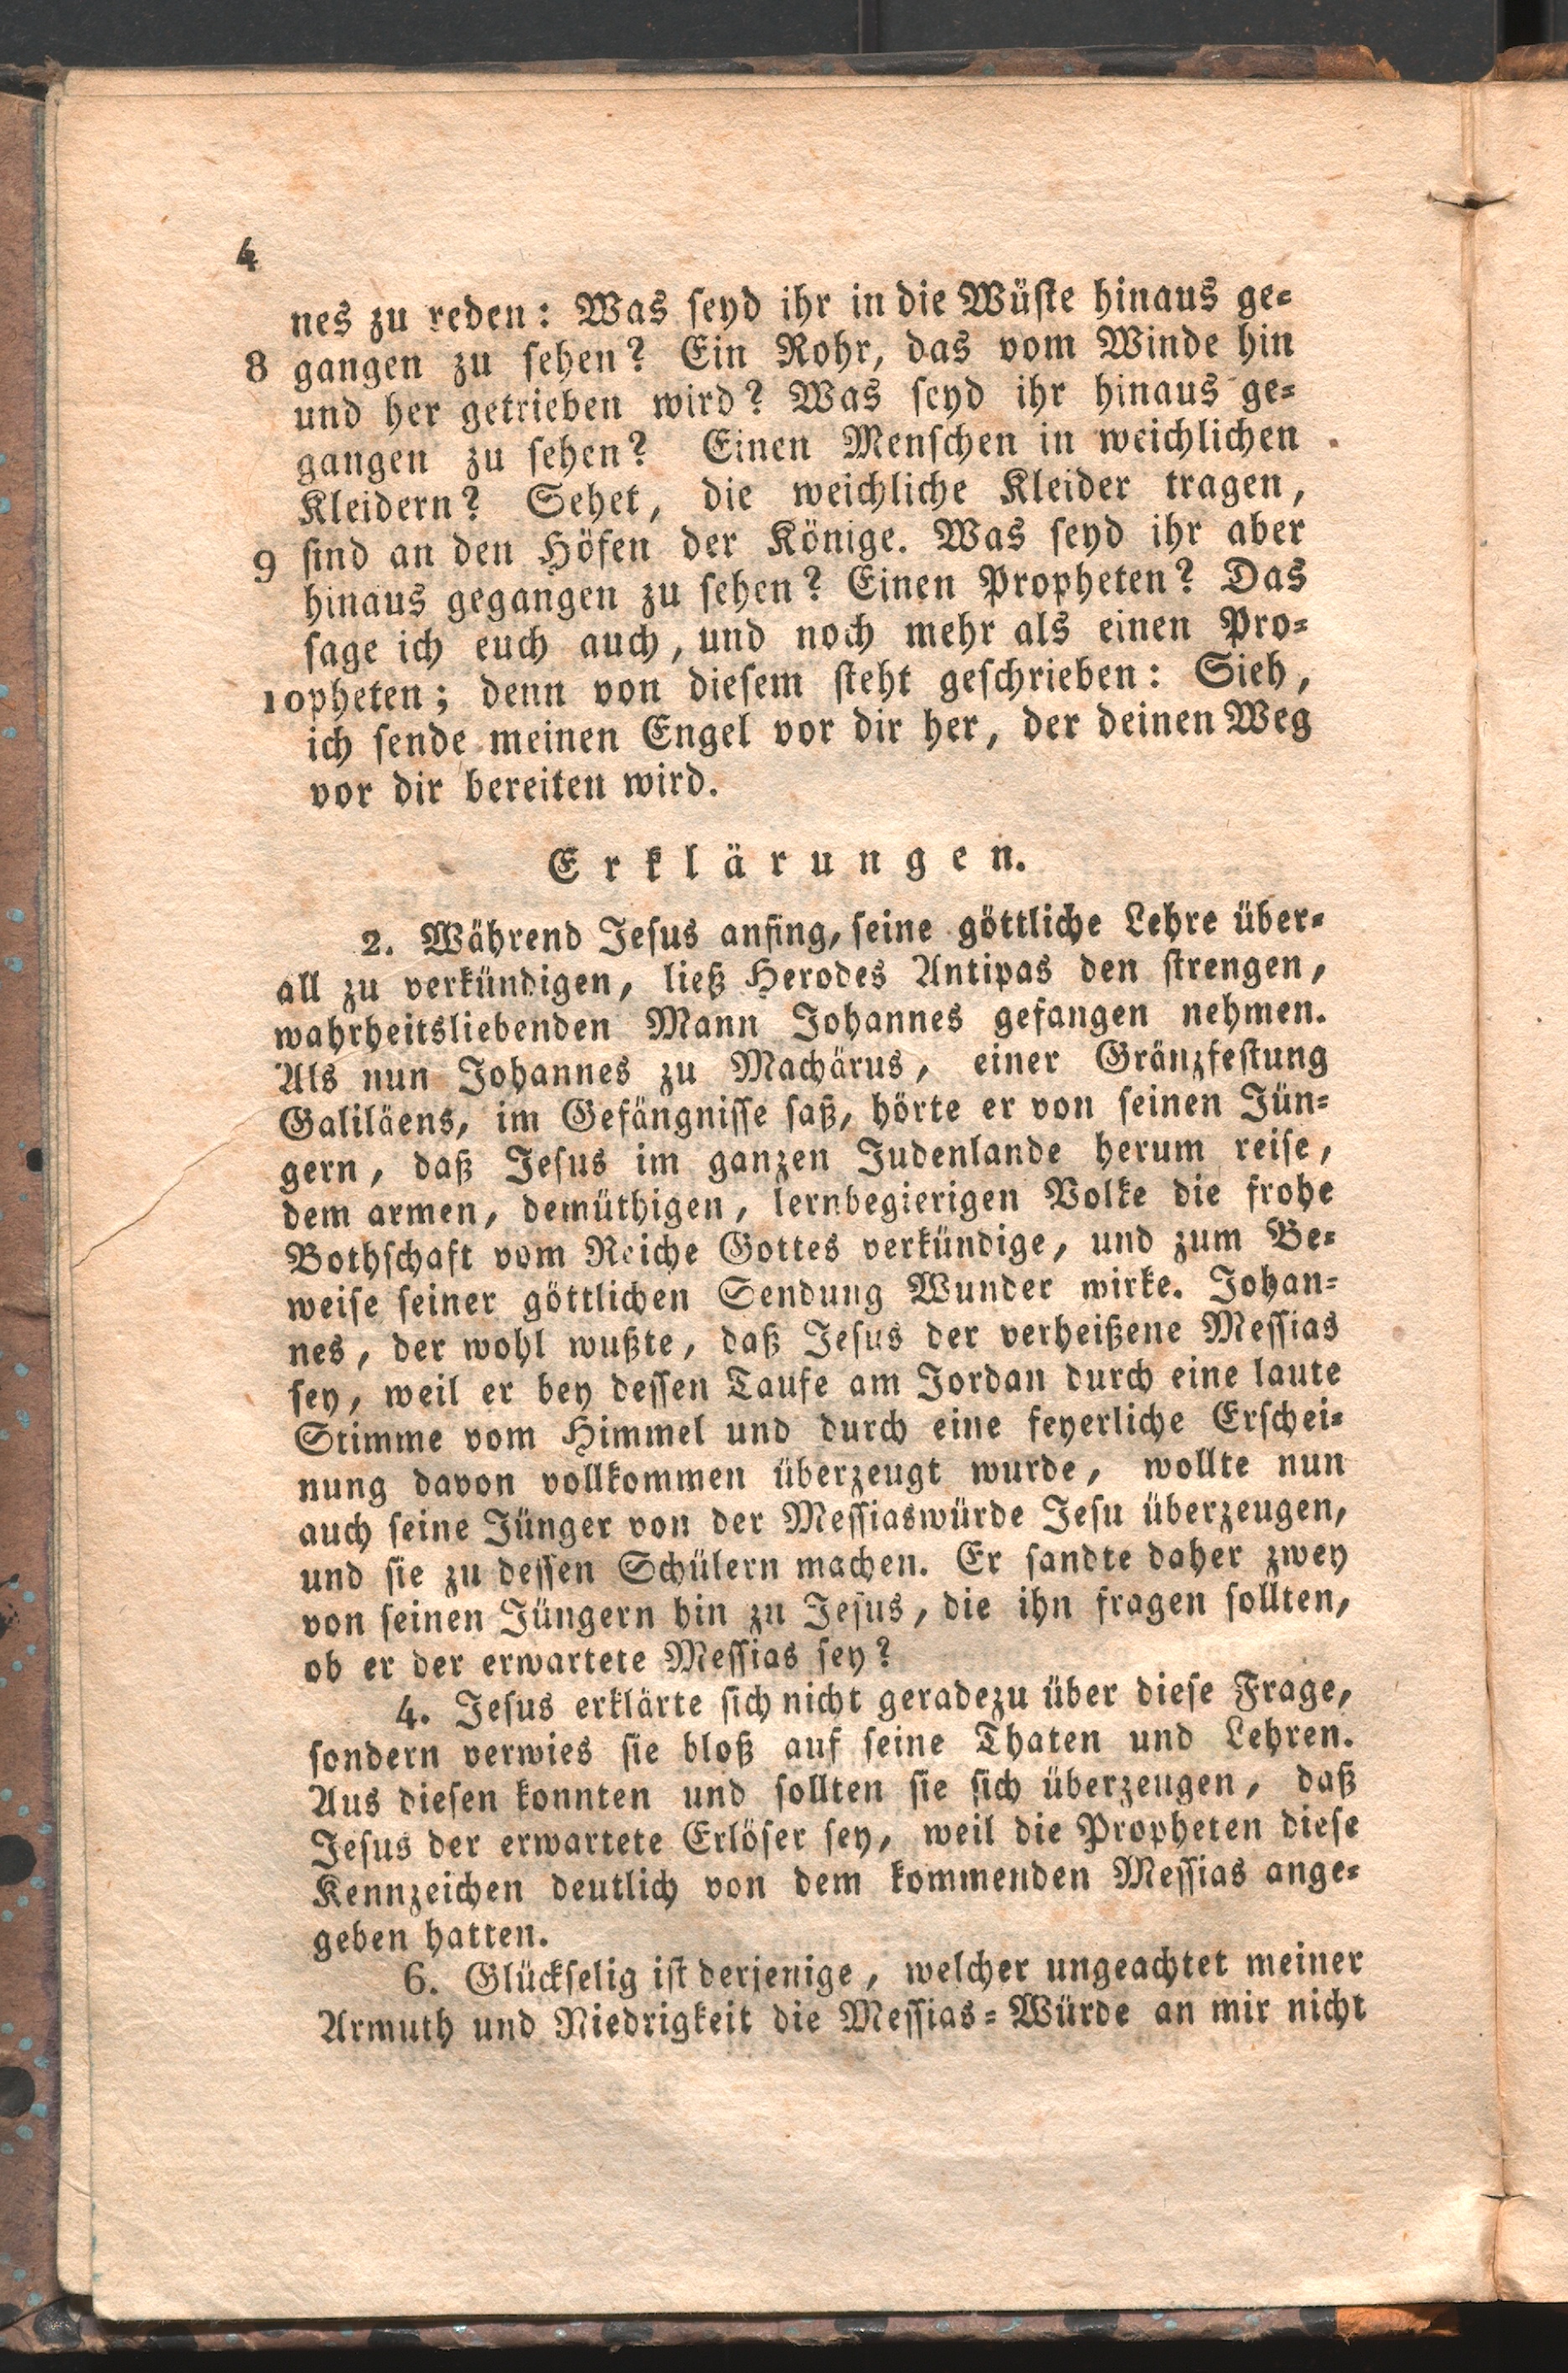 4
nes zu reden: Was seyd ihr in die Wüste hinaus ge-
8 gangen zu sehen? Ein Rohr, das vom Winde hin
und her getrieben wird? Was seyd ihr hinaus ge-
gangen zu sehen? Einen Menschen in weichlichen
Kleidern? Sehet, die weichliche Kleider tragen,
9 sind an den Höfen der Könige. Was seyd ihr aber
hinaus gegangen zu sehen? Einen Propheten? Das
sage ich euch auch, und noch mehr als einen Pro-
10 pheten; denn von diesem steht geschrieben: Sieh,
ich sende meinen Engel vor dir her, der deinen Weg
vor dir bereiten wird.
Erklärungen.
2. Während Jesus anfing, seine göttliche Lehre über-
all zu verkündigen, ließ Herodes Antipas den strengen,
wahrheitsliebenden Mann Johannes gefangen nehmen.
Als nun Johannes zu Machärus, einer Gränzfestung
Galiläens, im Gefängnisse saß, hörte er von seinen Jün-
gern, daß Jesus im ganzen Judenlande herum reise,
dem armen, demüthigen, lernbegierigen Volke die frohe
Bothschaft vom Reiche Gottes verkündige, und zum Be-
weise seiner göttlichen Sendung Wunder wirke. Johan-
nes, der wohl wußte, daß Jesus der verheißene Messias
sey, weil er bey dessen Taufe am Jordan durch eine laute
Stimme vom Himmel und durch eine feyerliche Erschei-
nung davon vollkommen überzeugt wurde, wollte nun
auch seine Jünger von der Messiaswürde Jesu überzeugen,
und sie zu dessen Schülern machen. Er sandte daher zwey
von seinen Jüngern hin zu Jesus, die ihn fragen sollten,
ob er der erwartete Messias sey?
4. Jesus erklärte sich nicht geradezu über diese Frage,
sondern verwies sie bloß auf seine Thaten und Lehren.
Aus diesen konnten und sollten sie sich überzeugen, daß
Jesus der erwartete Erlöser sey, weil die Propheten diese
Kennzeichen deutlich von dem kommenden Messias ange-
geben hatten.
6. Glückselig ist derjenige, welcher ungeachtet meiner
Armuth und Niedrigkeit die Messias-Würde an mir nicht